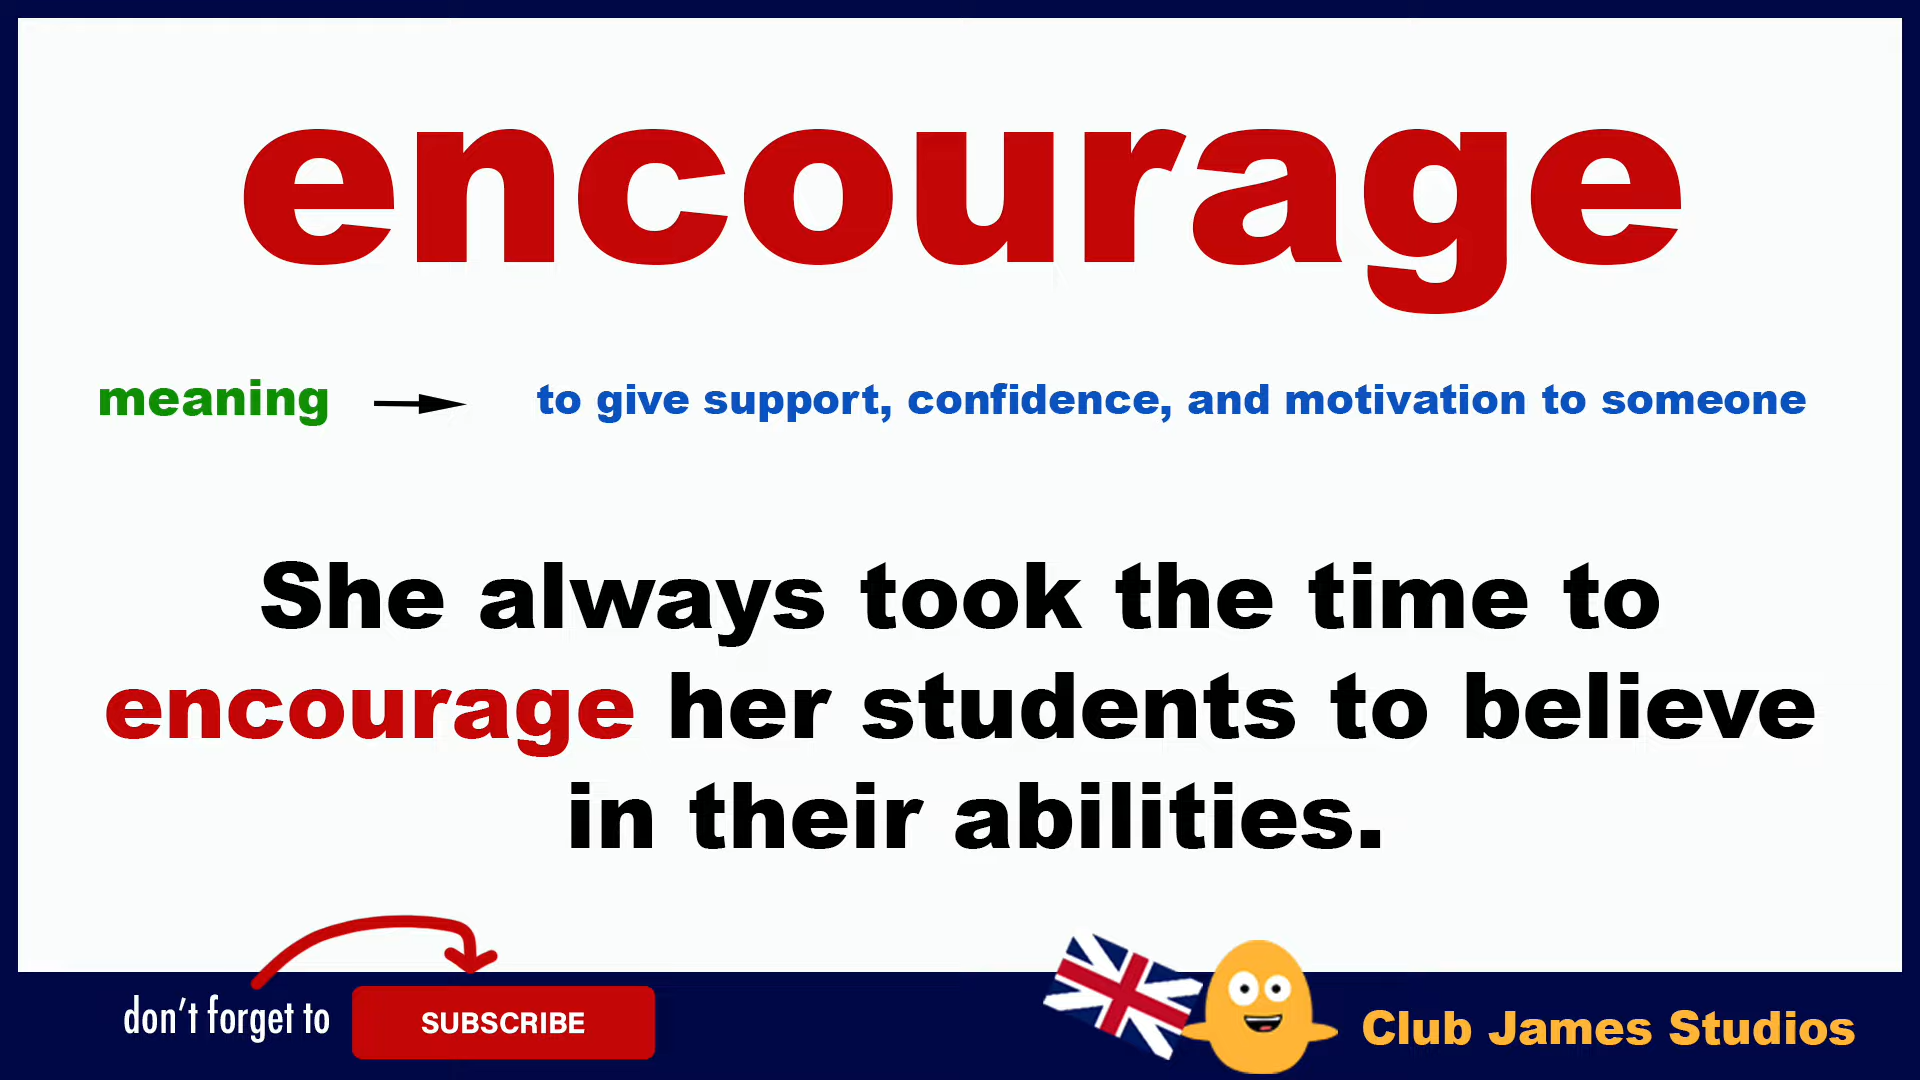 encourage
meaning
to give support, confidence, and motivation to someone
She always took the time to
encourage her students to believe
in their abilities.
don't forget to
SUBSCRIBE
Club James Studios